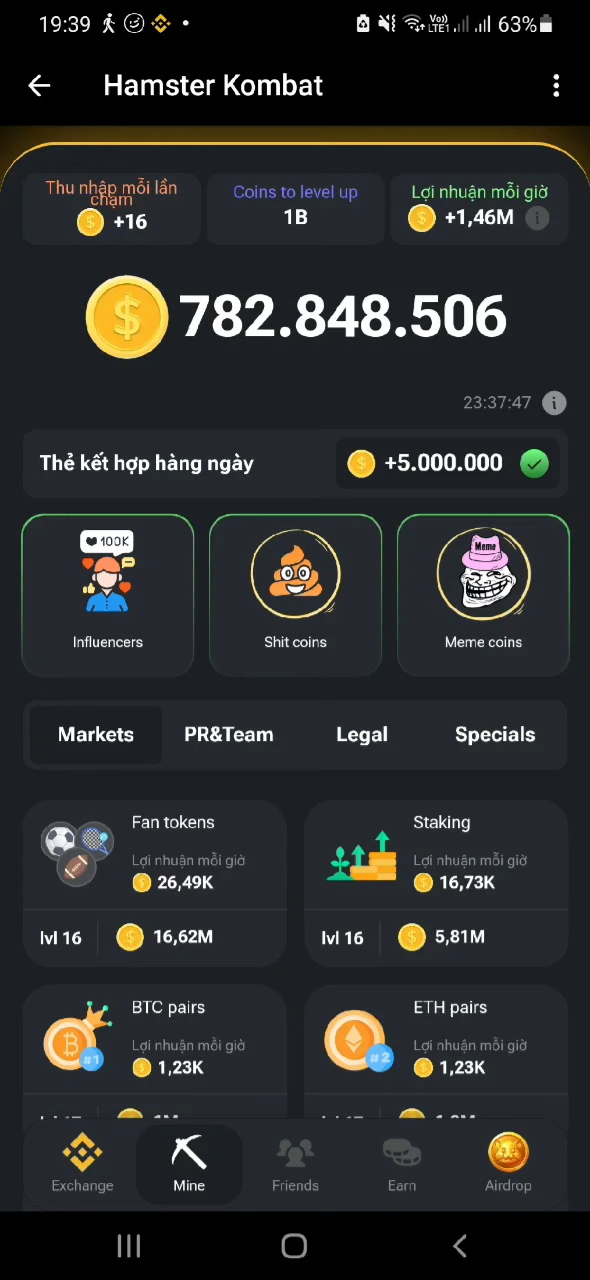 19:39 Vo)) LTE1 63%
Hamster Kombat
Thu nhập mỗi lần chạm
+16
Coins to level up
1B
Lợi nhuận mỗi giờ
+1,46M
782.848.506
23:37:47
Thẻ kết hợp hàng ngày
+5.000.000
100K
Influencers
Shit coins
Meme
Meme coins
Markets
PR&Team
Legal
Specials
Fan tokens
Lợi nhuận mỗi giờ
26,49K
lvl 16
16,62M
Staking
Lợi nhuận mỗi giờ
16,73K
lvl 16
5,81M
BTC pairs
#1
Lợi nhuận mỗi giờ
1,23K
ETH pairs
#2
Lợi nhuận mỗi giờ
1,23K
Exchange
Mine
Friends
Earn
Airdrop